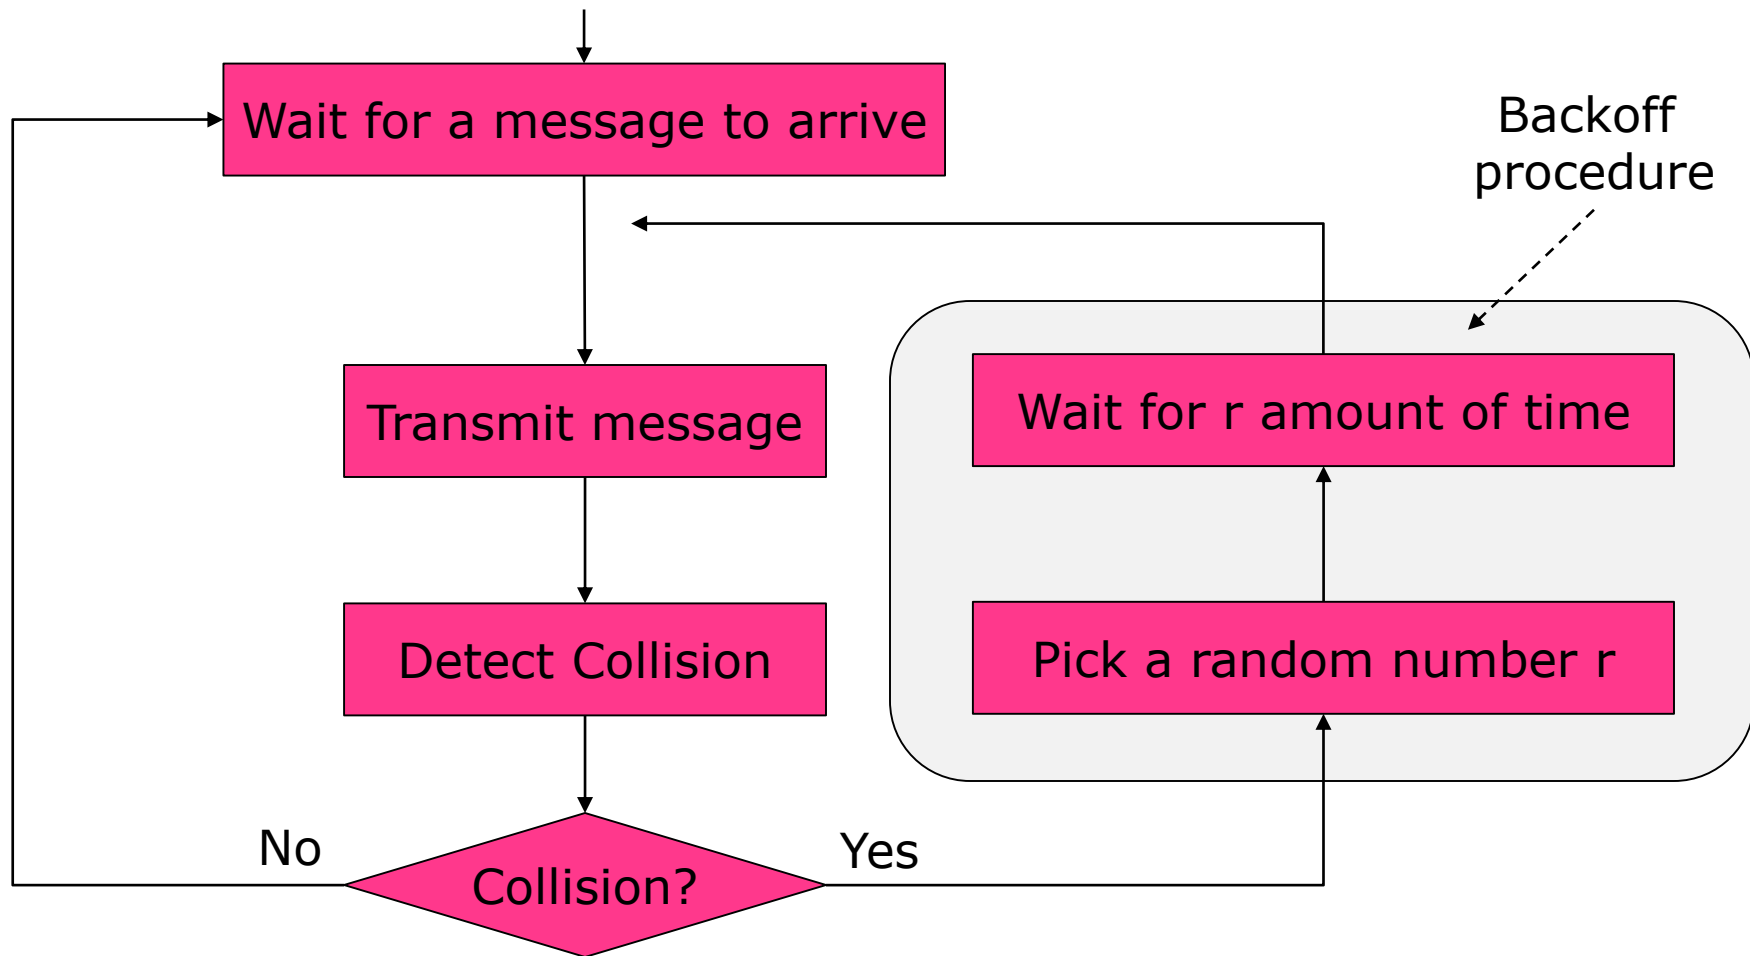 Wait for a message to arrive
Backoff
procedure
Transmit message
Wait for r amount of time
Detect Collision
Pick a random number r
No
Yes
Collision?